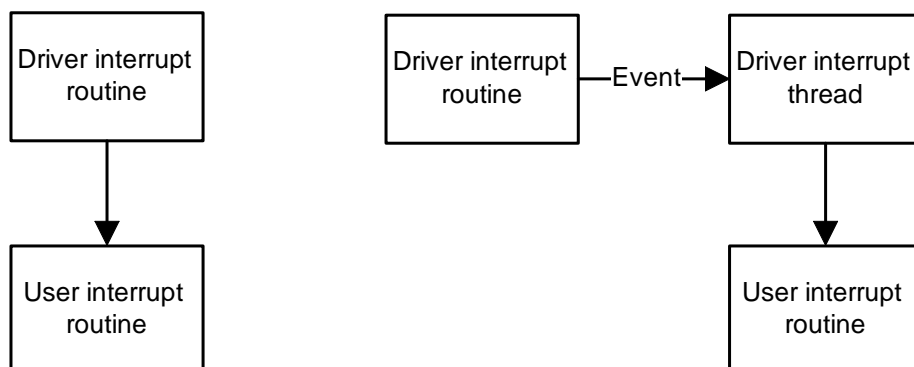 Driver interrupt
routine
Driver interrupt
routine
Event
Driver interrupt
thread
User interrupt
routine
User interrupt
routine